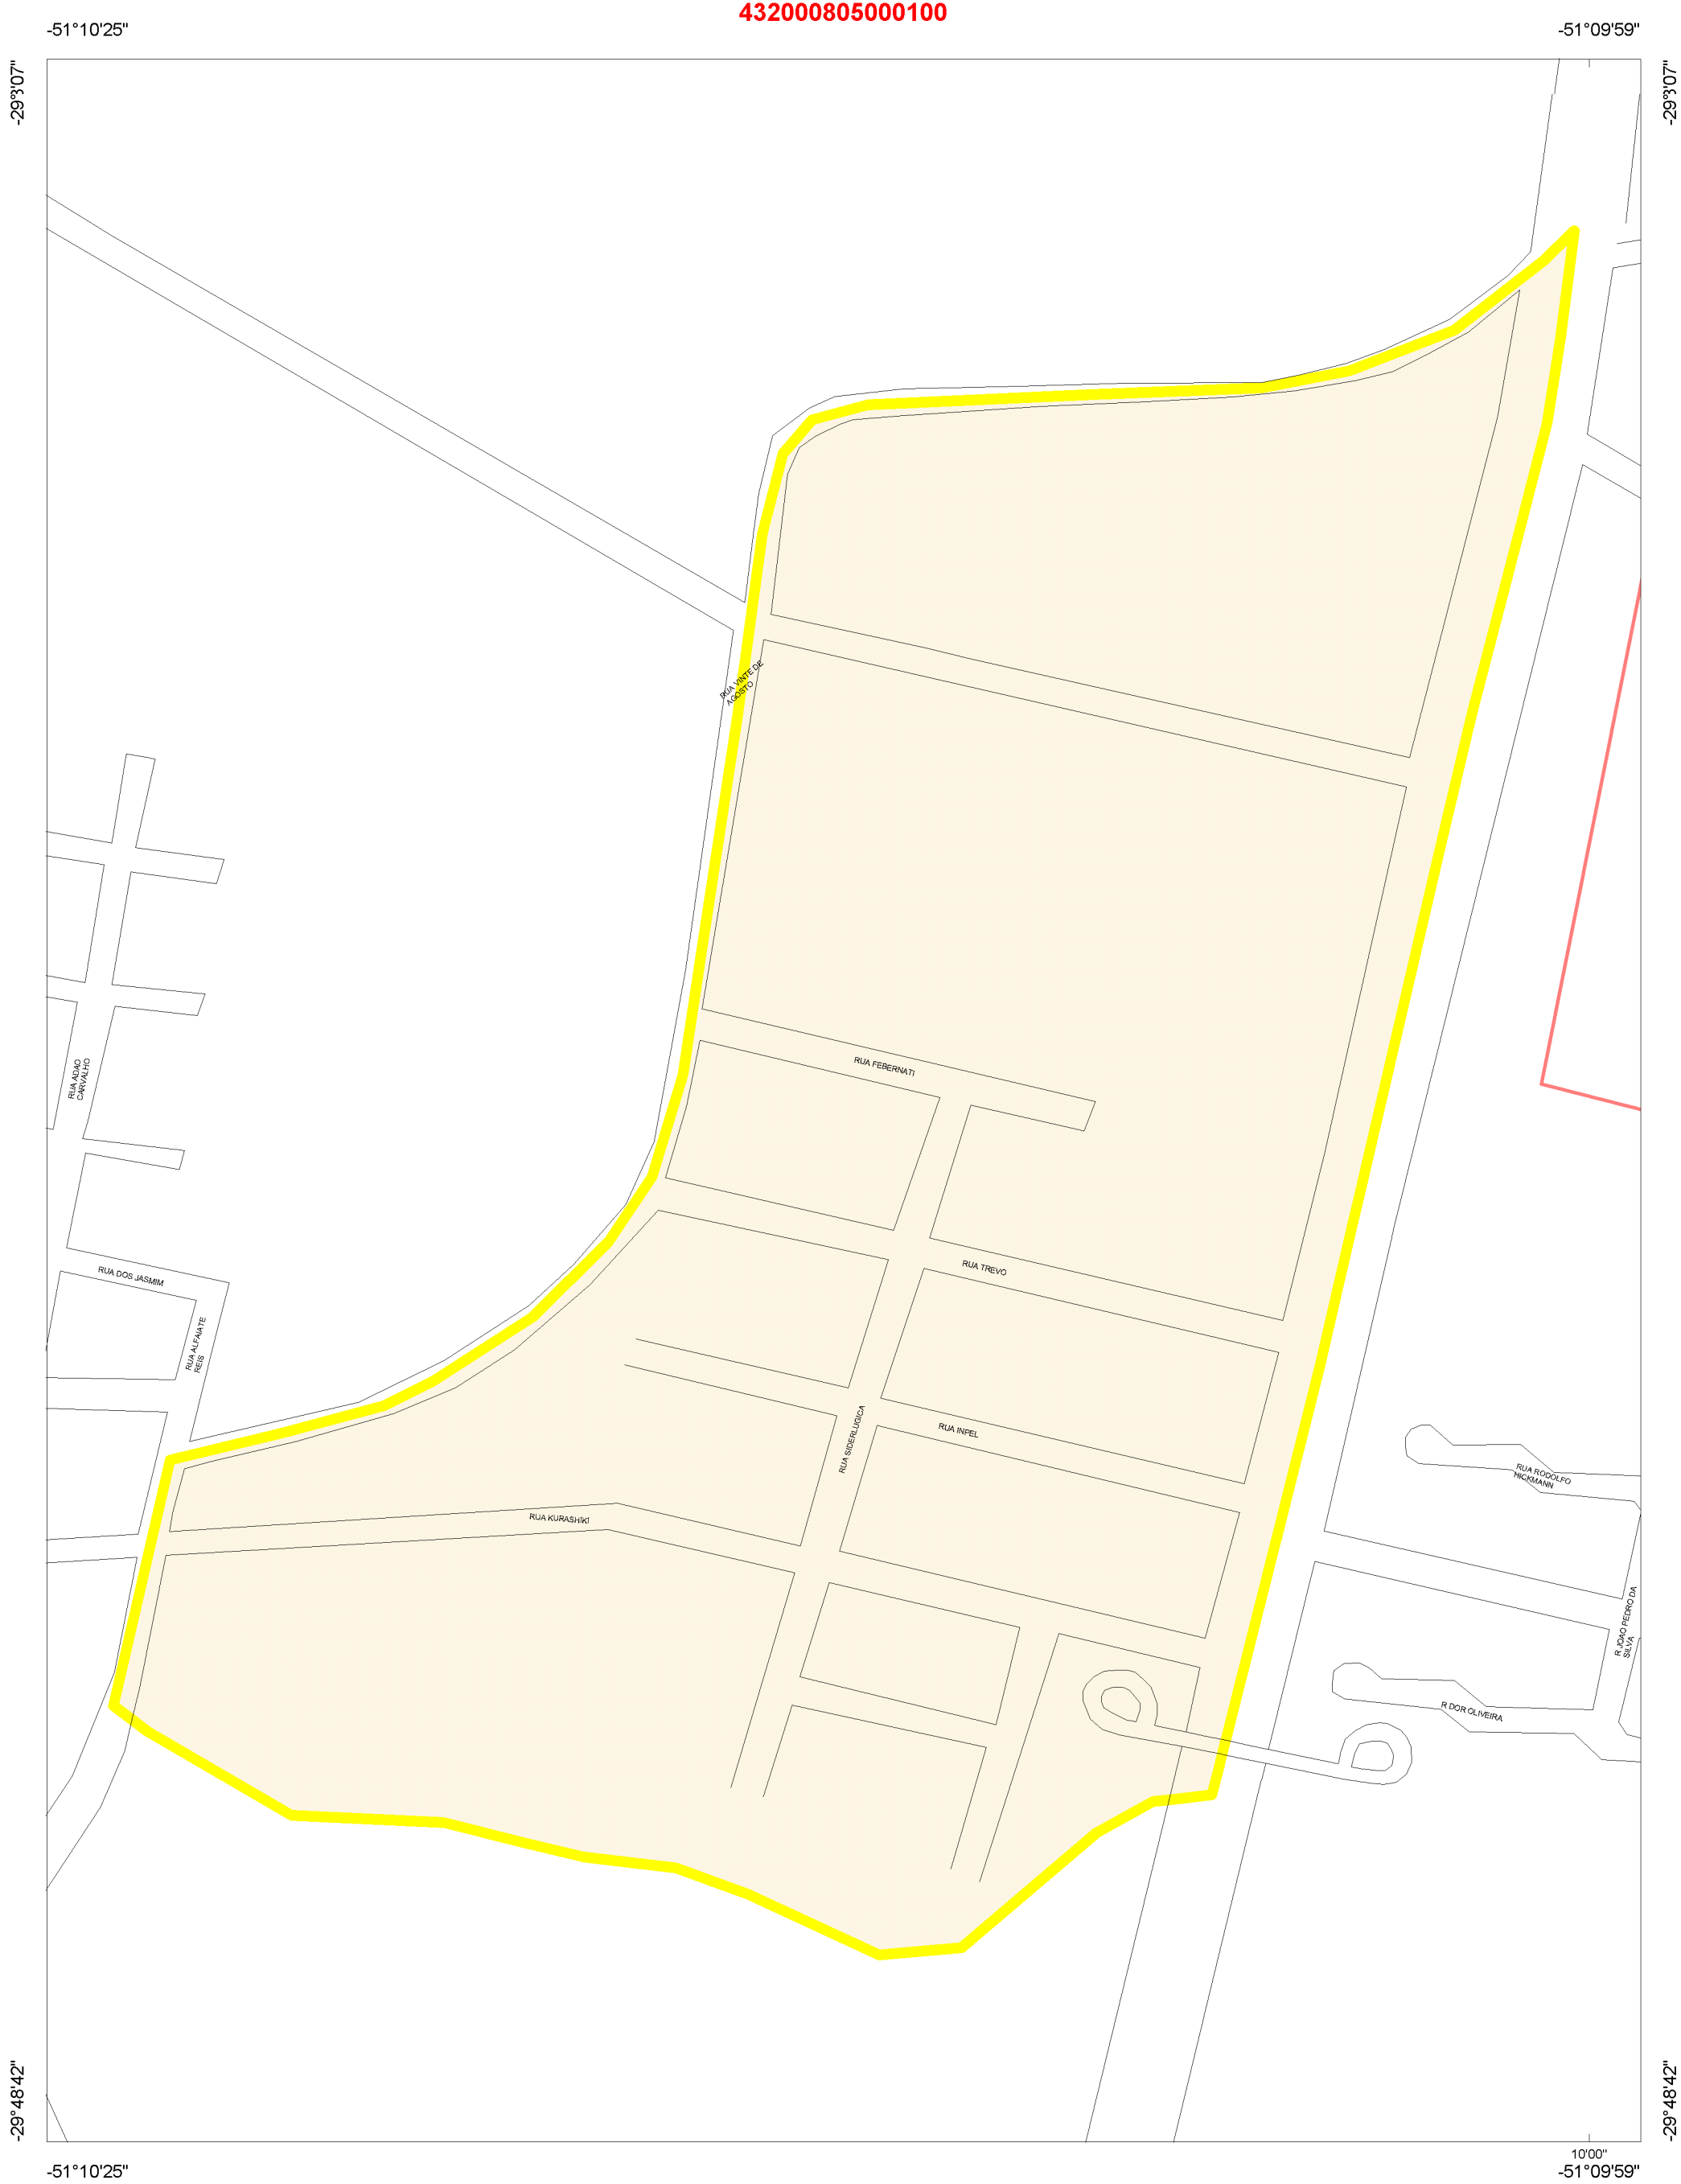 432000805000100
-51°10'25"
-51°09'59"
-29°3'07"
-29°3'07"
RUA VINTE DE
AGOSTO
RUA ADAO
CARVALHO
RUA FEBERNATI
RUA TREVO
RUA DOS JASMIM
RUA ALFAIATE
REIS
RUA SIDERLUGICA
RUA INPEL
RUA RODOLFO
HICKMANN
RUA KURASHIKI
R JOAO PEDRO DA
SILVA
R DOR OLIVEIRA
-29°48'42"
-29°48'42"
10'00"
-51°10'25"
-51°09'59"